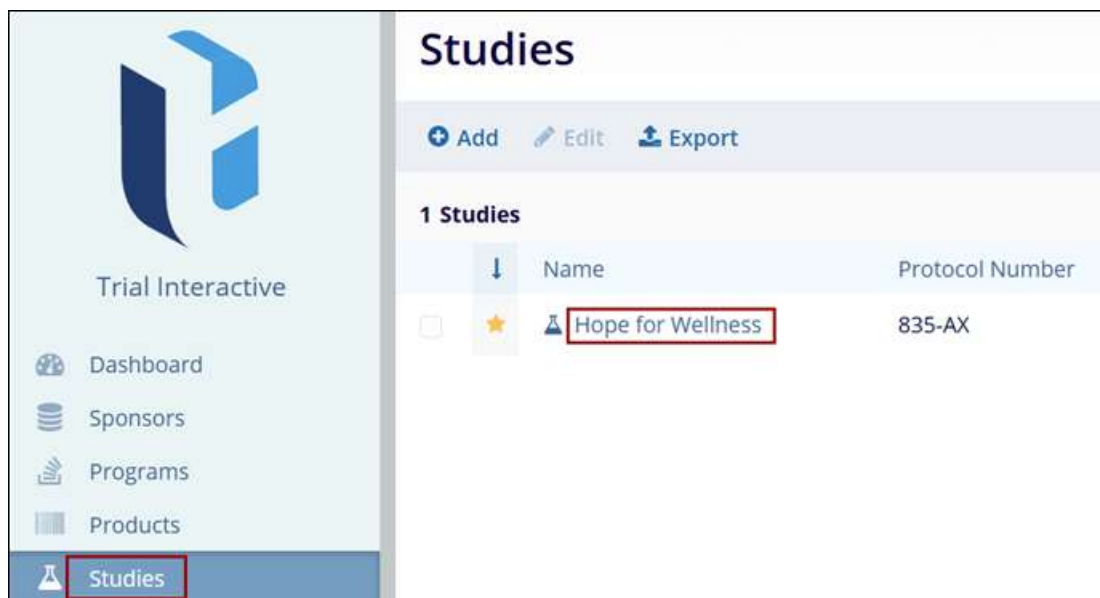 Trial Interactive
Dashboard
Sponsors
Programs
Products
Studies
Studies
Add Edit Export
1 Studies
Name Protocol Number
Hope for Wellness 835-AX